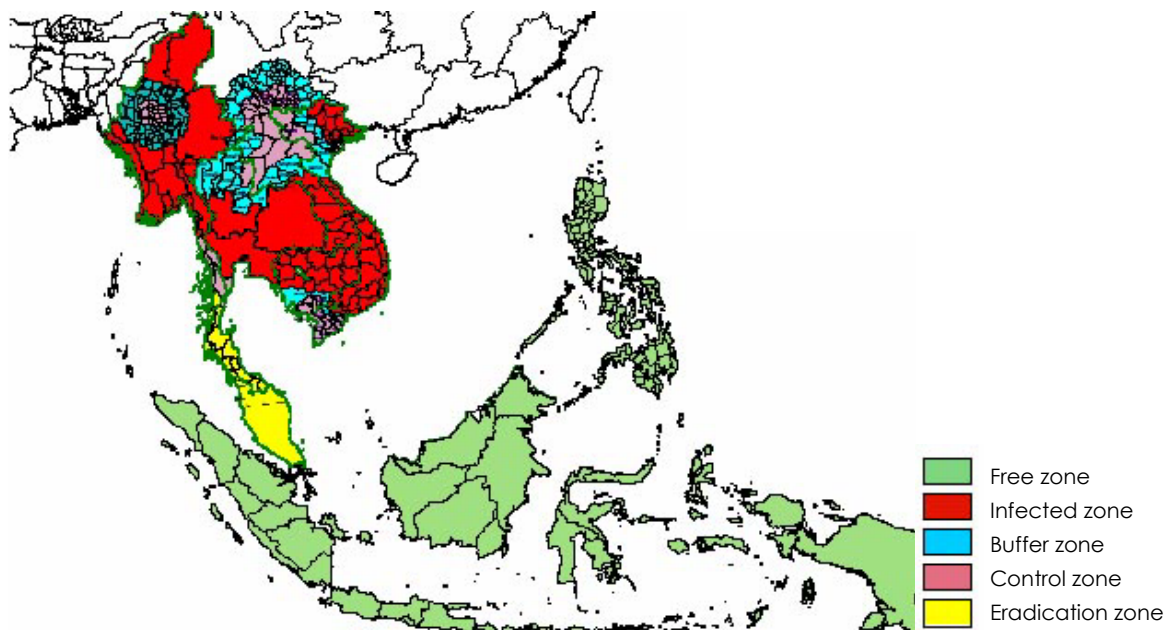 Free zone
Infected zone
Buffer zone
Control zone
Eradication zone